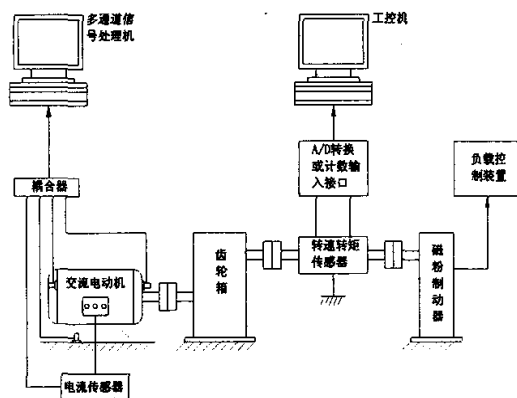 多通道信
号处理机
工控机
A/D转换
或计数输
入接口
负载控
制装置
耦合器
齿轮箱
转速转矩
传感器
磁粉制动器
交流电动机
电流传感器